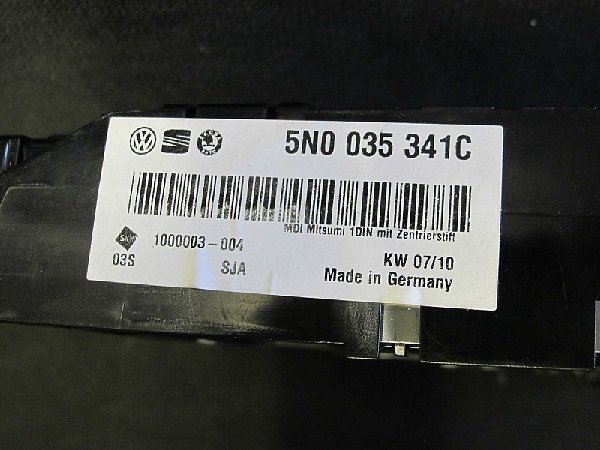 5N0 035 341C
MDI Mitsumi 1DIN mit Zentrierstift
1000003-004
03S
SJA
KW 07/10
Made in Germany